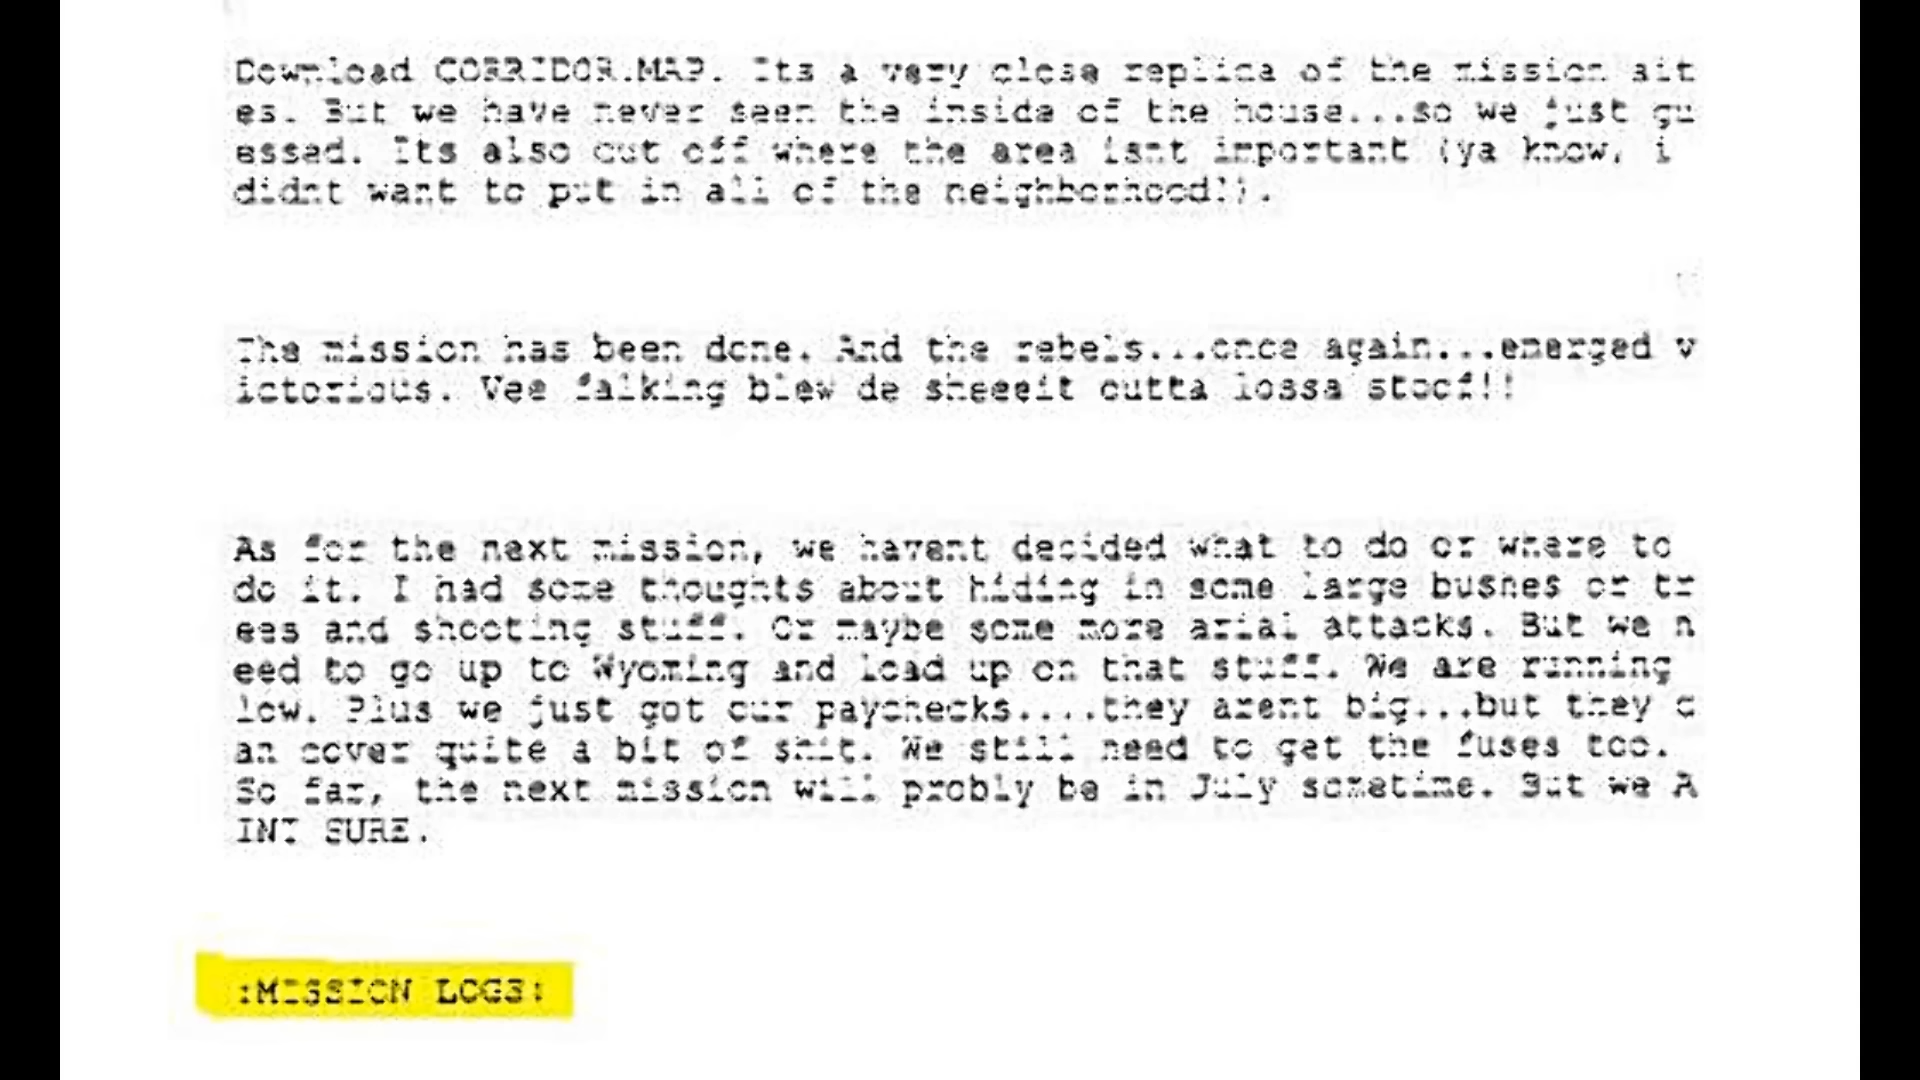 Download CORRIDOR.MAP. Its a very close replica of the mission sit
es. But we have never seen the inside of the house...so we just gu
essed. Its also cut off where the area isnt important (ya know, i
didnt want to put in all of the neighborhood!).
The mission has been done. And the rebels...once again...emerged v
ictorious. Vee falking blew de sheeeit outta lossa stoof!!
As for the next mission, we havent decided what to do or where to
do it. I had some thoughts about hiding in some large bushes or tr
ees and shooting stuff. Or maybe some more arial attacks. But we n
eed to go up to Wyoming and load up on that stuff. We are running
low. Plus we just got our paychecks....they arent big...but they c
an cover quite a bit of shit. We still need to get the fuses too.
So far, the next mission will probly be in July sometime. But we A
INT SURE.
:MISSION LOGS: